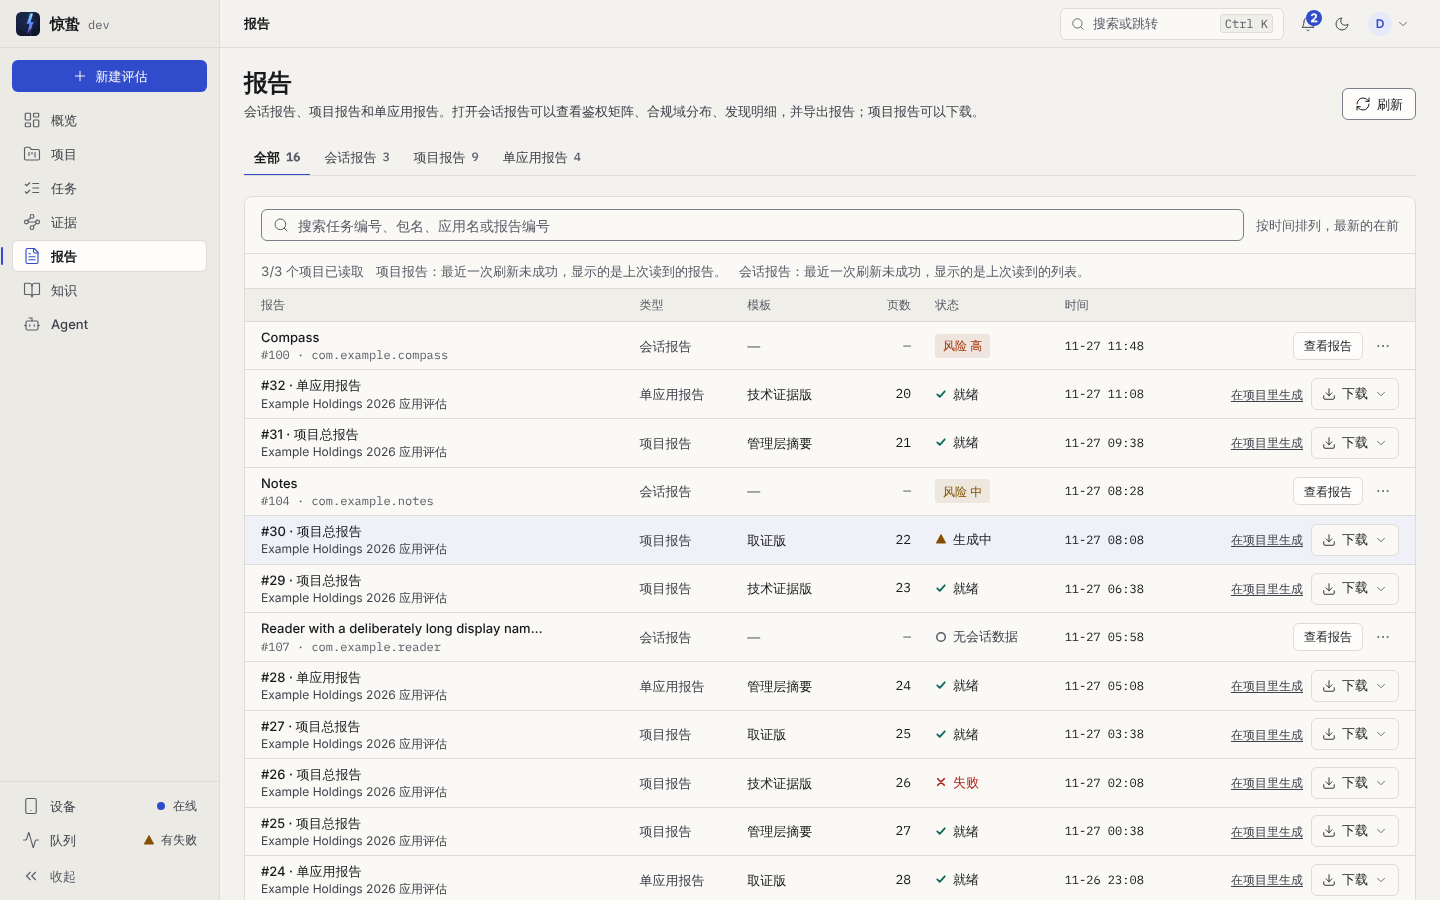 惊蛰 dev
报告
搜索或跳转 Ctrl K
2
D
新建评估
概览
项目
任务
证据
报告
知识
Agent
设备 在线
队列 有失败
收起
报告
会话报告、项目报告和单应用报告。打开会话报告可以查看鉴权矩阵、合规域分布、发现明细，并导出报告；项目报告可以下载。
刷新
全部 16 会话报告 3 项目报告 9 单应用报告 4
搜索任务编号、包名、应用名或报告编号
按时间排列，最新的在前
3/3 个项目已读取 项目报告：最近一次刷新未成功，显示的是上次读到的报告。 会话报告：最近一次刷新未成功，显示的是上次读到的列表。
报告 类型 模板 页数 状态 时间
Compass
#100 · com.example.compass
会话报告 — — 风险 高 11-27 11:48 查看报告 ···
#32 · 单应用报告
Example Holdings 2026 应用评估
单应用报告 技术证据版 20 就绪 11-27 11:08 在项目里生成 下载
#31 · 项目总报告
Example Holdings 2026 应用评估
项目报告 管理层摘要 21 就绪 11-27 09:38 在项目里生成 下载
Notes
#104 · com.example.notes
会话报告 — — 风险 中 11-27 08:28 查看报告 ···
#30 · 项目总报告
Example Holdings 2026 应用评估
项目报告 取证版 22 生成中 11-27 08:08 在项目里生成 下载
#29 · 项目总报告
Example Holdings 2026 应用评估
项目报告 技术证据版 23 就绪 11-27 06:38 在项目里生成 下载
Reader with a deliberately long display nam...
#107 · com.example.reader
会话报告 — — 无会话数据 11-27 05:58 查看报告 ···
#28 · 单应用报告
Example Holdings 2026 应用评估
单应用报告 管理层摘要 24 就绪 11-27 05:08 在项目里生成 下载
#27 · 项目总报告
Example Holdings 2026 应用评估
项目报告 取证版 25 就绪 11-27 03:38 在项目里生成 下载
#26 · 项目总报告
Example Holdings 2026 应用评估
项目报告 技术证据版 26 失败 11-27 02:08 在项目里生成 下载
#25 · 项目总报告
Example Holdings 2026 应用评估
项目报告 管理层摘要 27 就绪 11-27 00:38 在项目里生成 下载
#24 · 单应用报告
Example Holdings 2026 应用评估
单应用报告 取证版 28 就绪 11-26 23:08 在项目里生成 下载